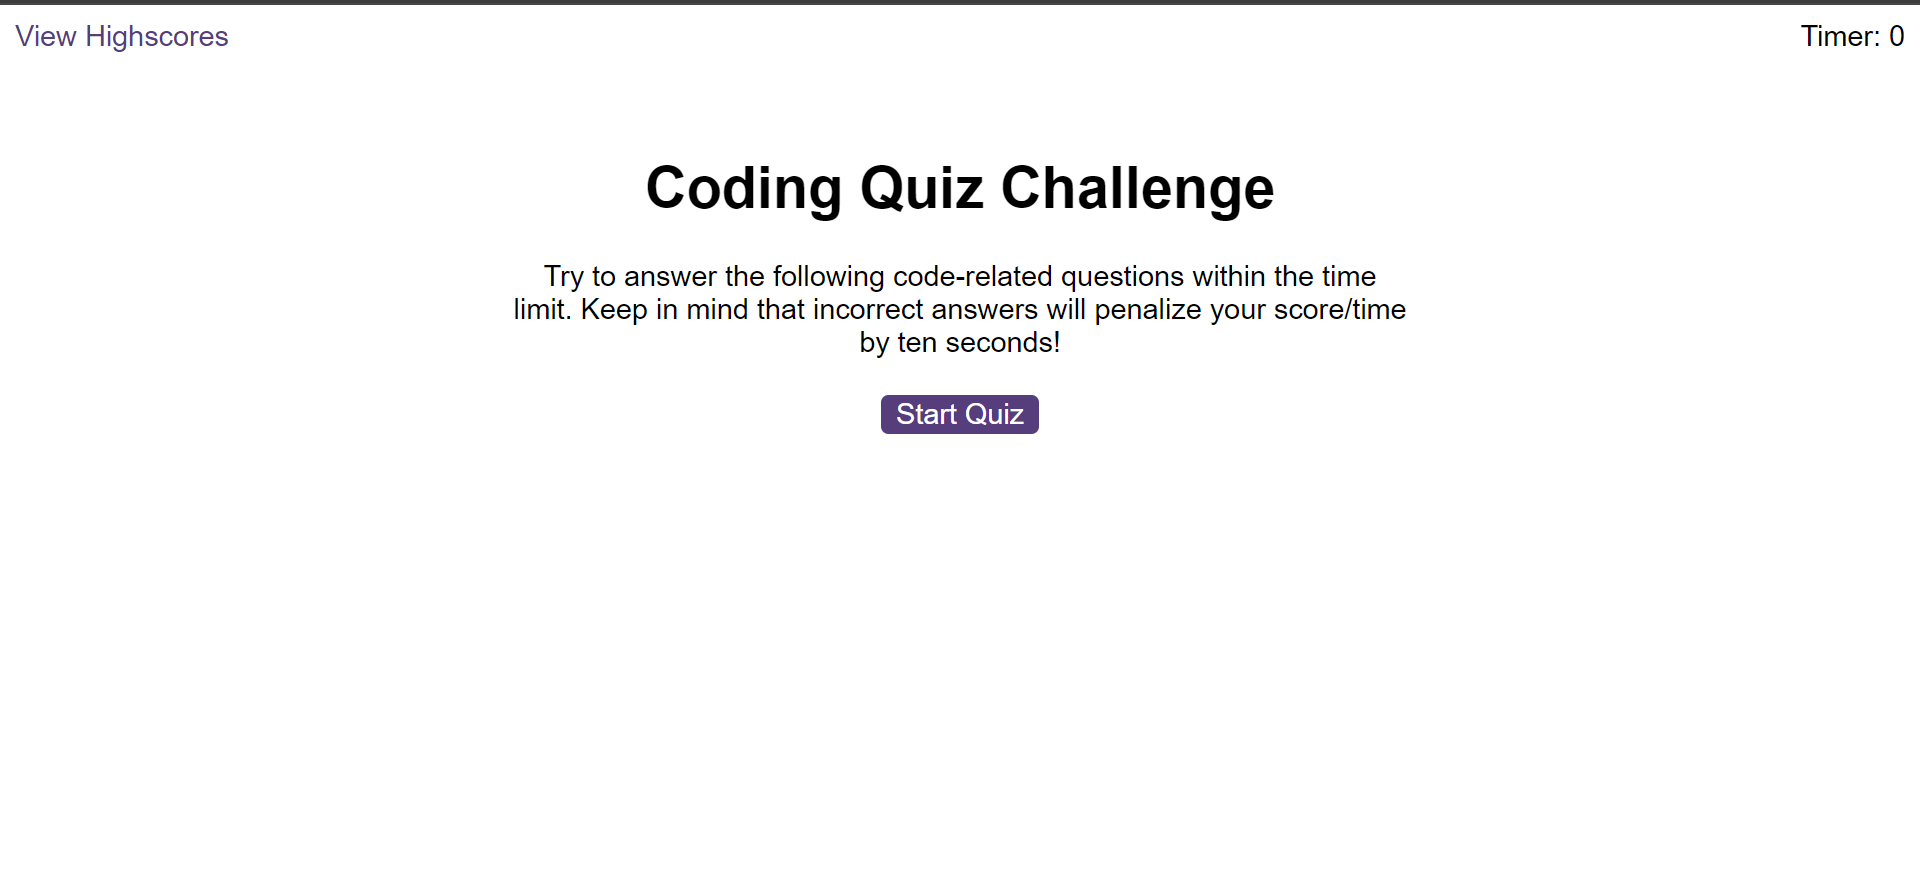 View Highscores
Timer: 0
Coding Quiz Challenge
Try to answer the following code-related questions within the time
limit. Keep in mind that incorrect answers will penalize your score/time
by ten seconds!
Start Quiz